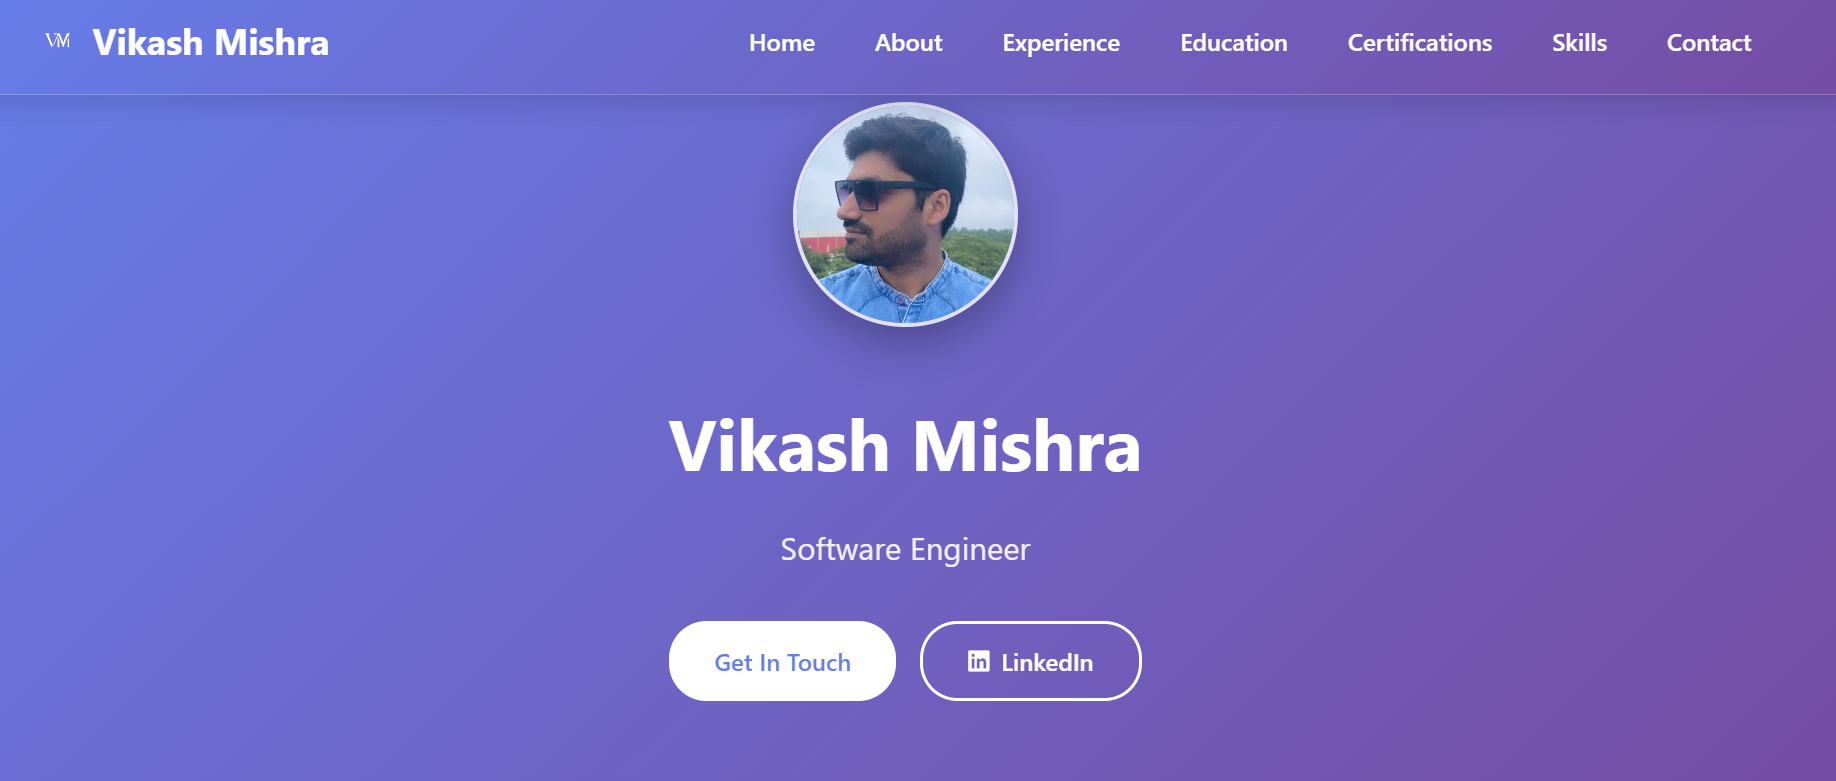 VM Vikash Mishra Home About Experience Education Certifications Skills Contact
Vikash Mishra
Software Engineer
Get In Touch LinkedIn